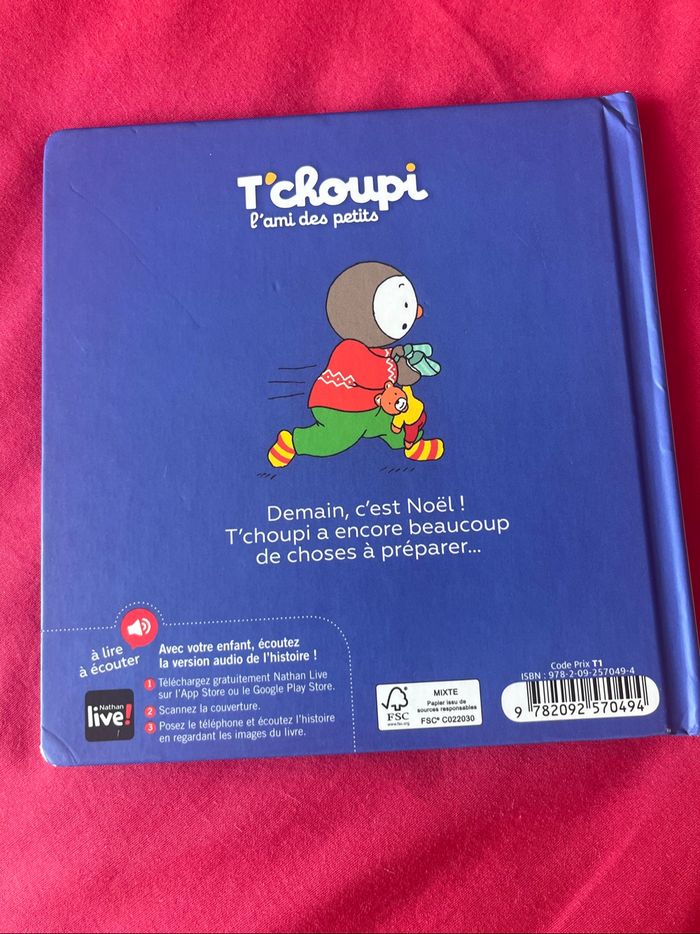 T'choupi
l'ami des petits
Demain, c'est Noël !
T'choupi a encore beaucoup
de choses à préparer...
à lire
à écouter
Nathan
live!
Avec votre enfant, écoutez
la version audio de l'histoire !
1 Téléchargez gratuitement Nathan Live
sur l'App Store ou le Google Play Store.
2 Scannez la couverture.
3 Posez le téléphone et écoutez l'histoire
en regardant les images du livre.
FSC
www.fsc.org
MIXTE
Papier issu de
sources responsables
FSC® C022030
Code Prix T1
ISBN : 978-2-09-257049-4
9 782092 570494